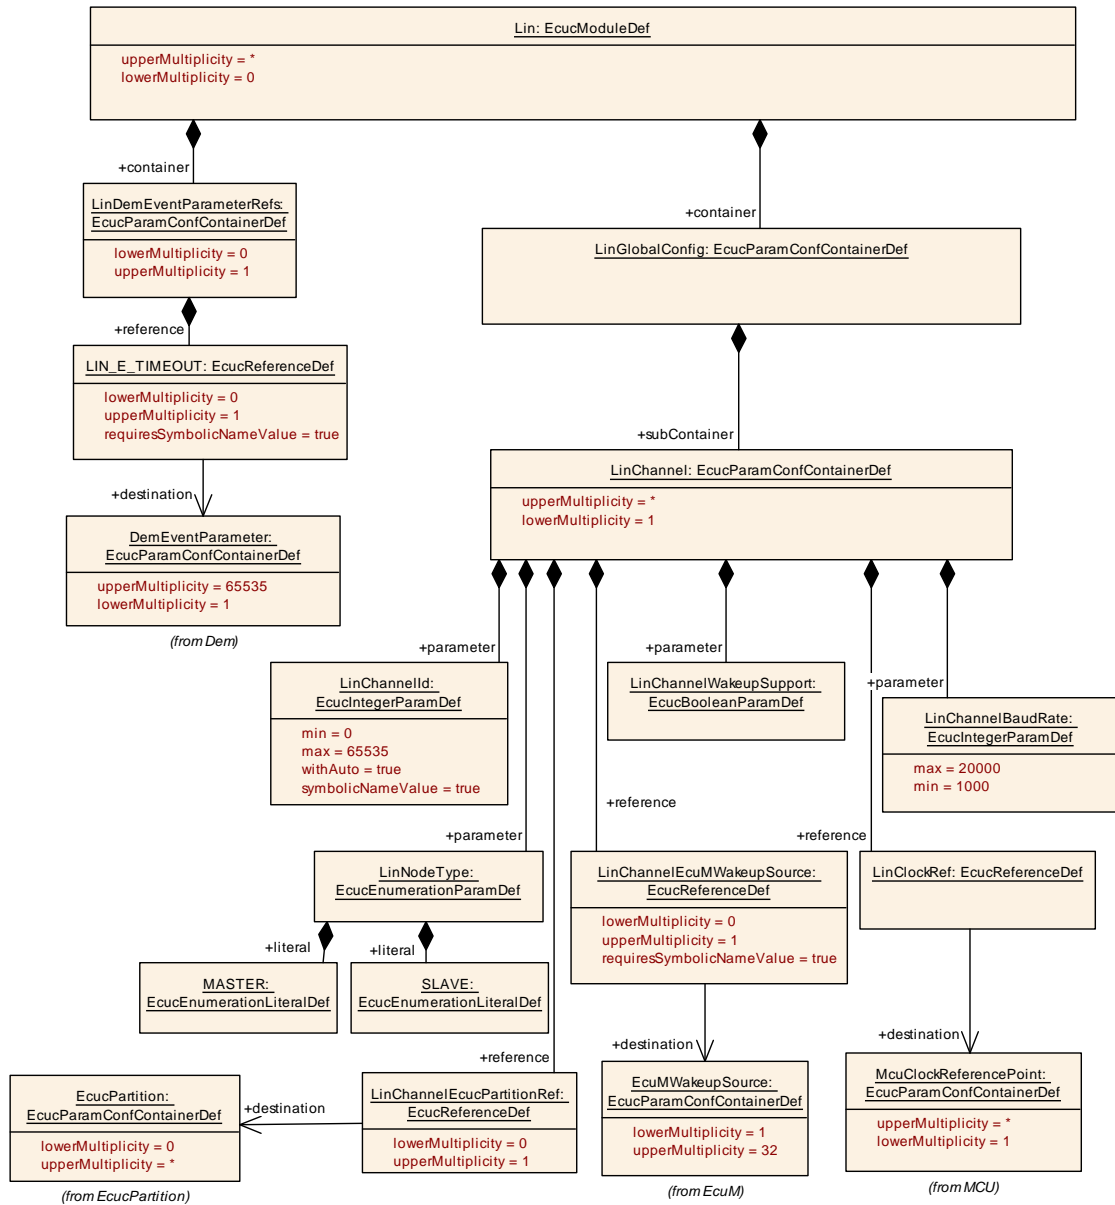 Lin: EcucModuleDef
upperMultiplicity = *
lowerMultiplicity = 0
+container
LinDemEventParameterRefs:
EcucParamConfContainerDef
lowerMultiplicity = 0
upperMultiplicity = 1
+container
LinGlobalConfig: EcucParamConfContainerDef
+reference
LIN_E_TIMEOUT: EcucReferenceDef
lowerMultiplicity = 0
upperMultiplicity = 1
requiresSymbolicNameValue = true
+subContainer
LinChannel: EcucParamConfContainerDef
upperMultiplicity = *
lowerMultiplicity = 1
+destination
DemEventParameter:
EcucParamConfContainerDef
upperMultiplicity = 65535
lowerMultiplicity = 1
(from Dem)
+parameter
LinChannelId:
EcucIntegerParamDef
min = 0
max = 65535
withAuto = true
symbolicNameValue = true
+parameter
LinChannelWakeupSupport:
EcucBooleanParamDef
+parameter
LinChannelBaudRate:
EcucIntegerParamDef
max = 20000
min = 1000
+parameter
LinNodeType:
EcucEnumerationParamDef
+literal
+literal
MASTER:
EcucEnumerationLiteralDef
SLAVE:
EcucEnumerationLiteralDef
+reference
LinChannelEcuMWakeupSource:
EcucReferenceDef
lowerMultiplicity = 0
upperMultiplicity = 1
requiresSymbolicNameValue = true
+reference
LinClockRef: EcucReferenceDef
+reference
LinChannelEcucPartitionRef:
EcucReferenceDef
lowerMultiplicity = 0
upperMultiplicity = 1
+destination
EcucPartition:
EcucParamConfContainerDef
lowerMultiplicity = 0
upperMultiplicity = *
(from EcucPartition)
+destination
EcuMWakeupSource:
EcucParamConfContainerDef
lowerMultiplicity = 1
upperMultiplicity = 32
(from EcuM)
+destination
McuClockReferencePoint:
EcucParamConfContainerDef
upperMultiplicity = *
lowerMultiplicity = 1
(from MCU)